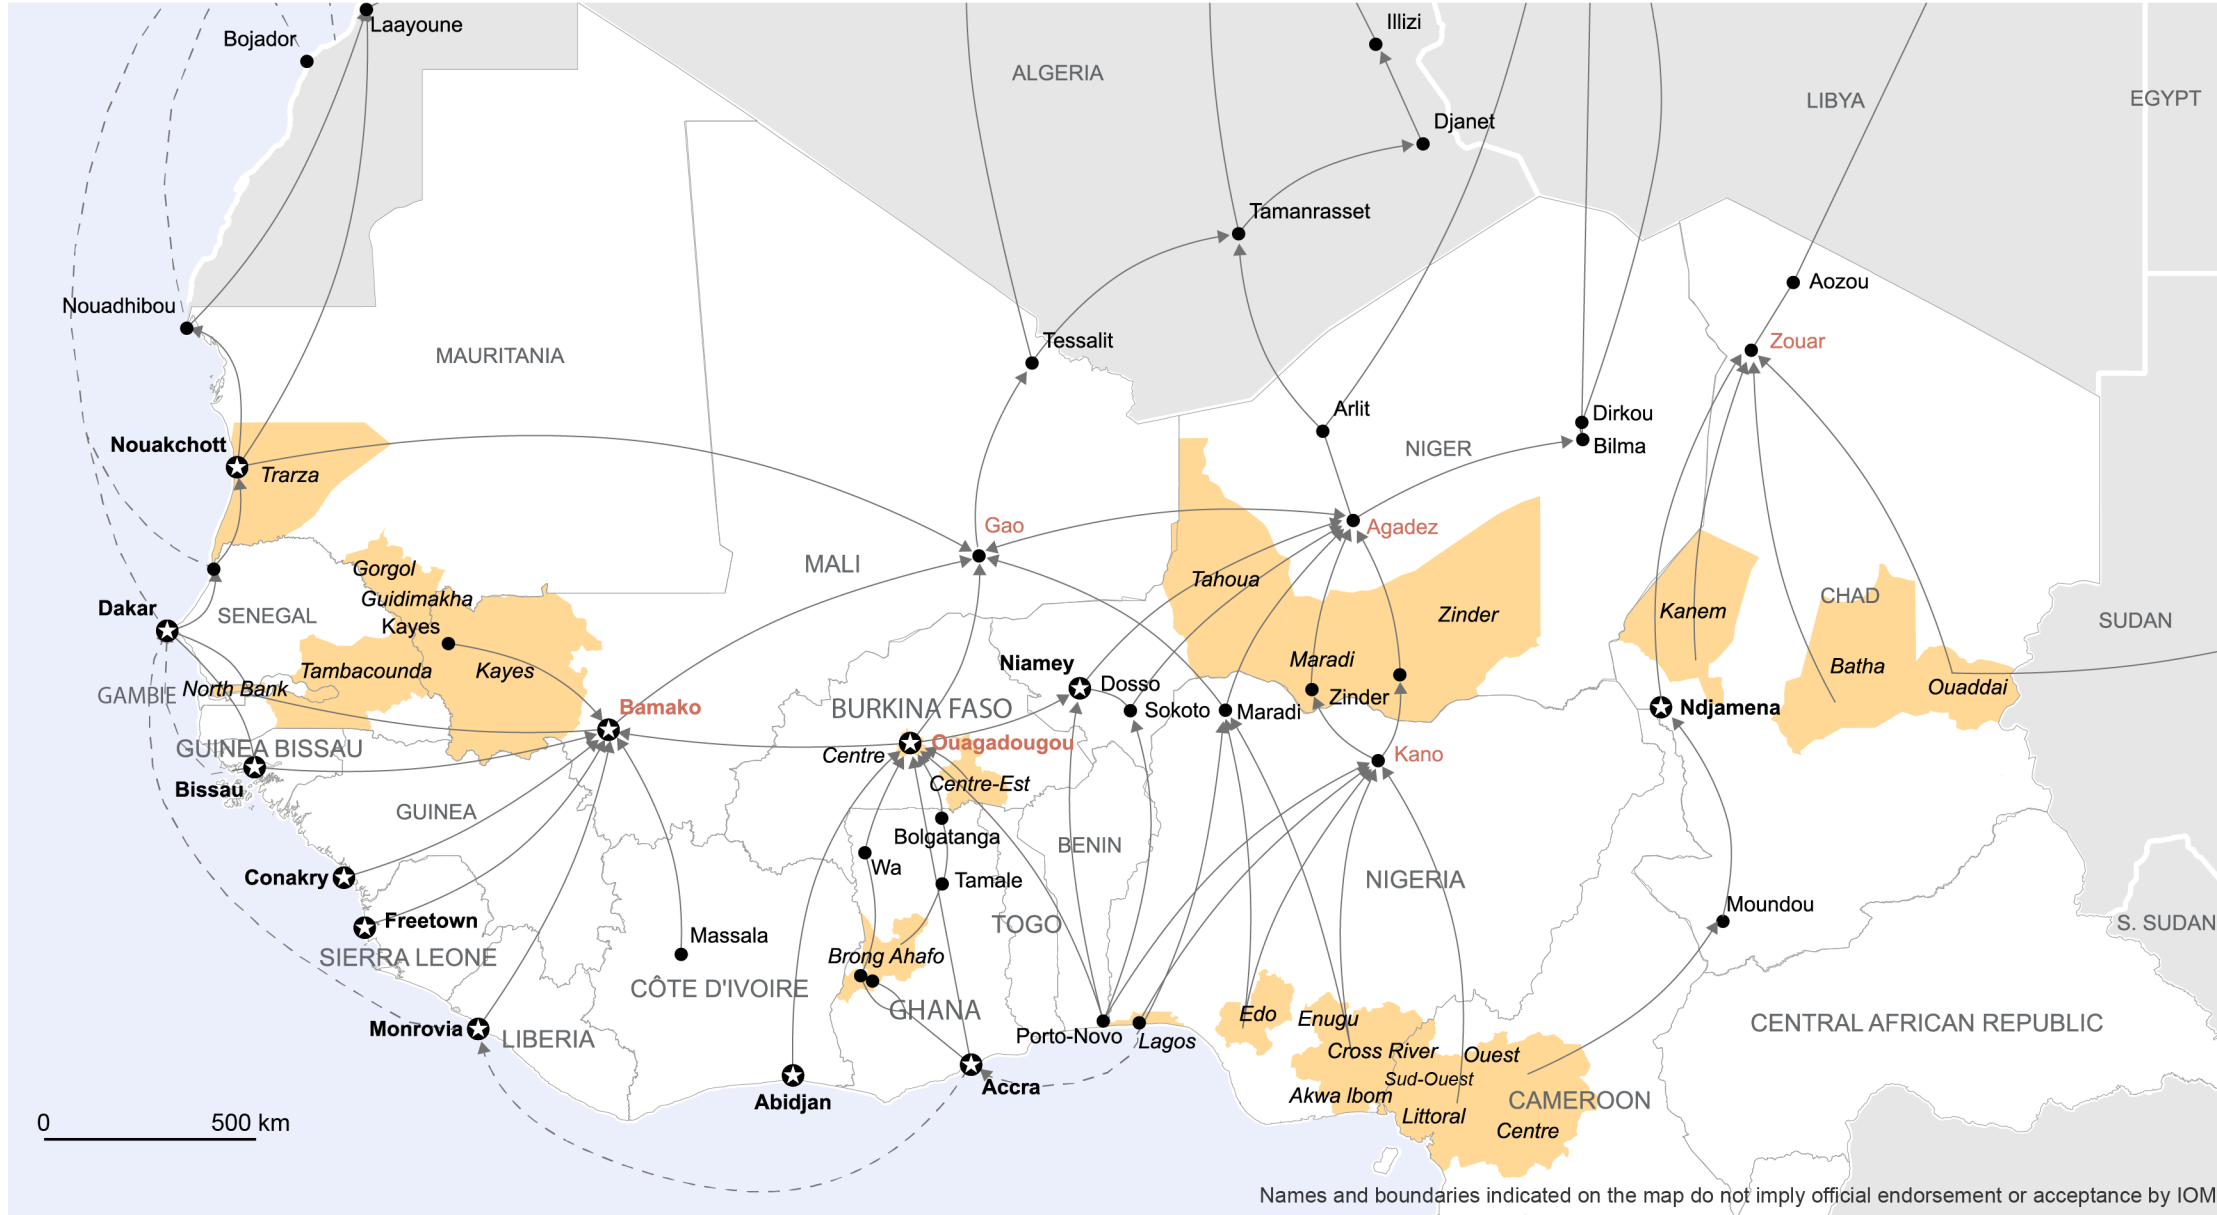 Illizi
Laayoune
Bojador
ALGERIA
LIBYA
EGYPT
Djanet
Tamanrasset
Aozou
Nouadhibou
Tessalit
Zouar
MAURITANIA
Arlit
Dirkou
NIGER
Bilma
Nouakchott
Trarza
Gao
Agadez
MALI
Gorgol
Tahoua
CHAD
Guidimakha
Dakar
SENEGAL
Kanem
Zinder
SUDAN
Kayes
Tambacounda
Kayes
Niamey
Maradi
Batha
GAMBIE
North Bank
Dosso
Zinder
Ouaddai
Bamako
BURKINA FASO
Sokoto
Maradi
Ndjamena
GUINEA BISSAU
Centre
Ouagadougou
Kano
Bissau
Centre-Est
GUINEA
Bolgatanga
BENIN
Wa
Conakry
Tamale
NIGERIA
Moundou
Freetown
TOGO
S. SUDAN
Massala
SIERRA LEONE
Brong Ahafo
CÔTE D'IVOIRE
GHANA
Edo
Enugu
CENTRAL AFRICAN REPUBLIC
Monrovia
LIBERIA
Porto-Novo
Lagos
Cross River
Ouest
Sud-Ouest
Accra
Akwa Ibom
CAMEROON
Abidjan
Littoral
Centre
0 500 km
Names and boundaries indicated on the map do not imply official endorsement or acceptance by IOM